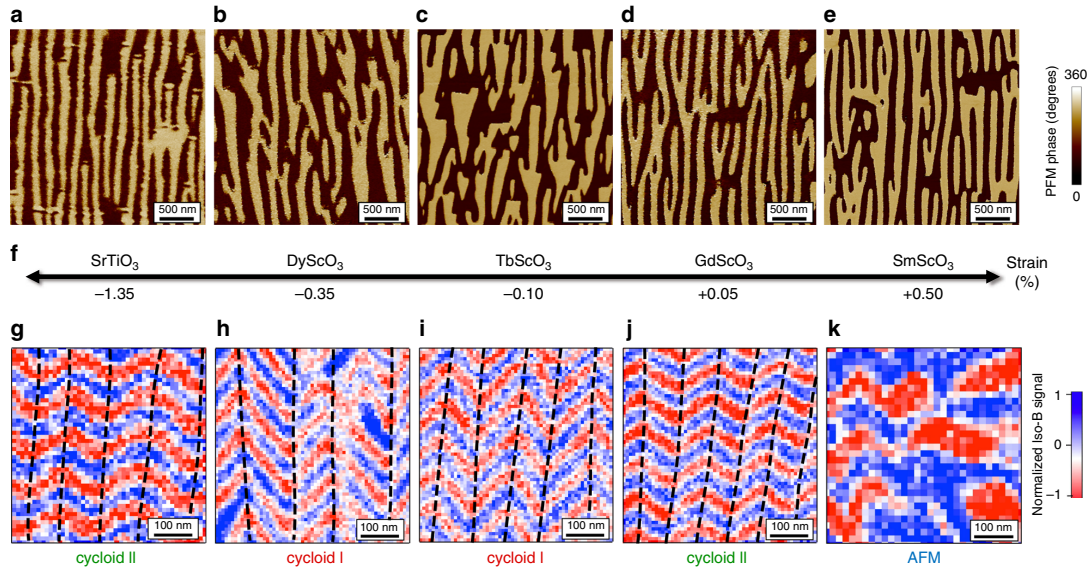 a b c d e
500 nm 500 nm 500 nm 500 nm 500 nm
360
PFM phase (degrees)
0
f
SrTiO3 DyScO3 TbScO3 GdScO3 SmScO3 Strain
(%)
–1.35 –0.35 –0.10 +0.05 +0.50
g h i j k
100 nm 100 nm 100 nm 100 nm 100 nm
1
0
–1
Normalized Iso-B signal
cycloid II cycloid I cycloid I cycloid II AFM